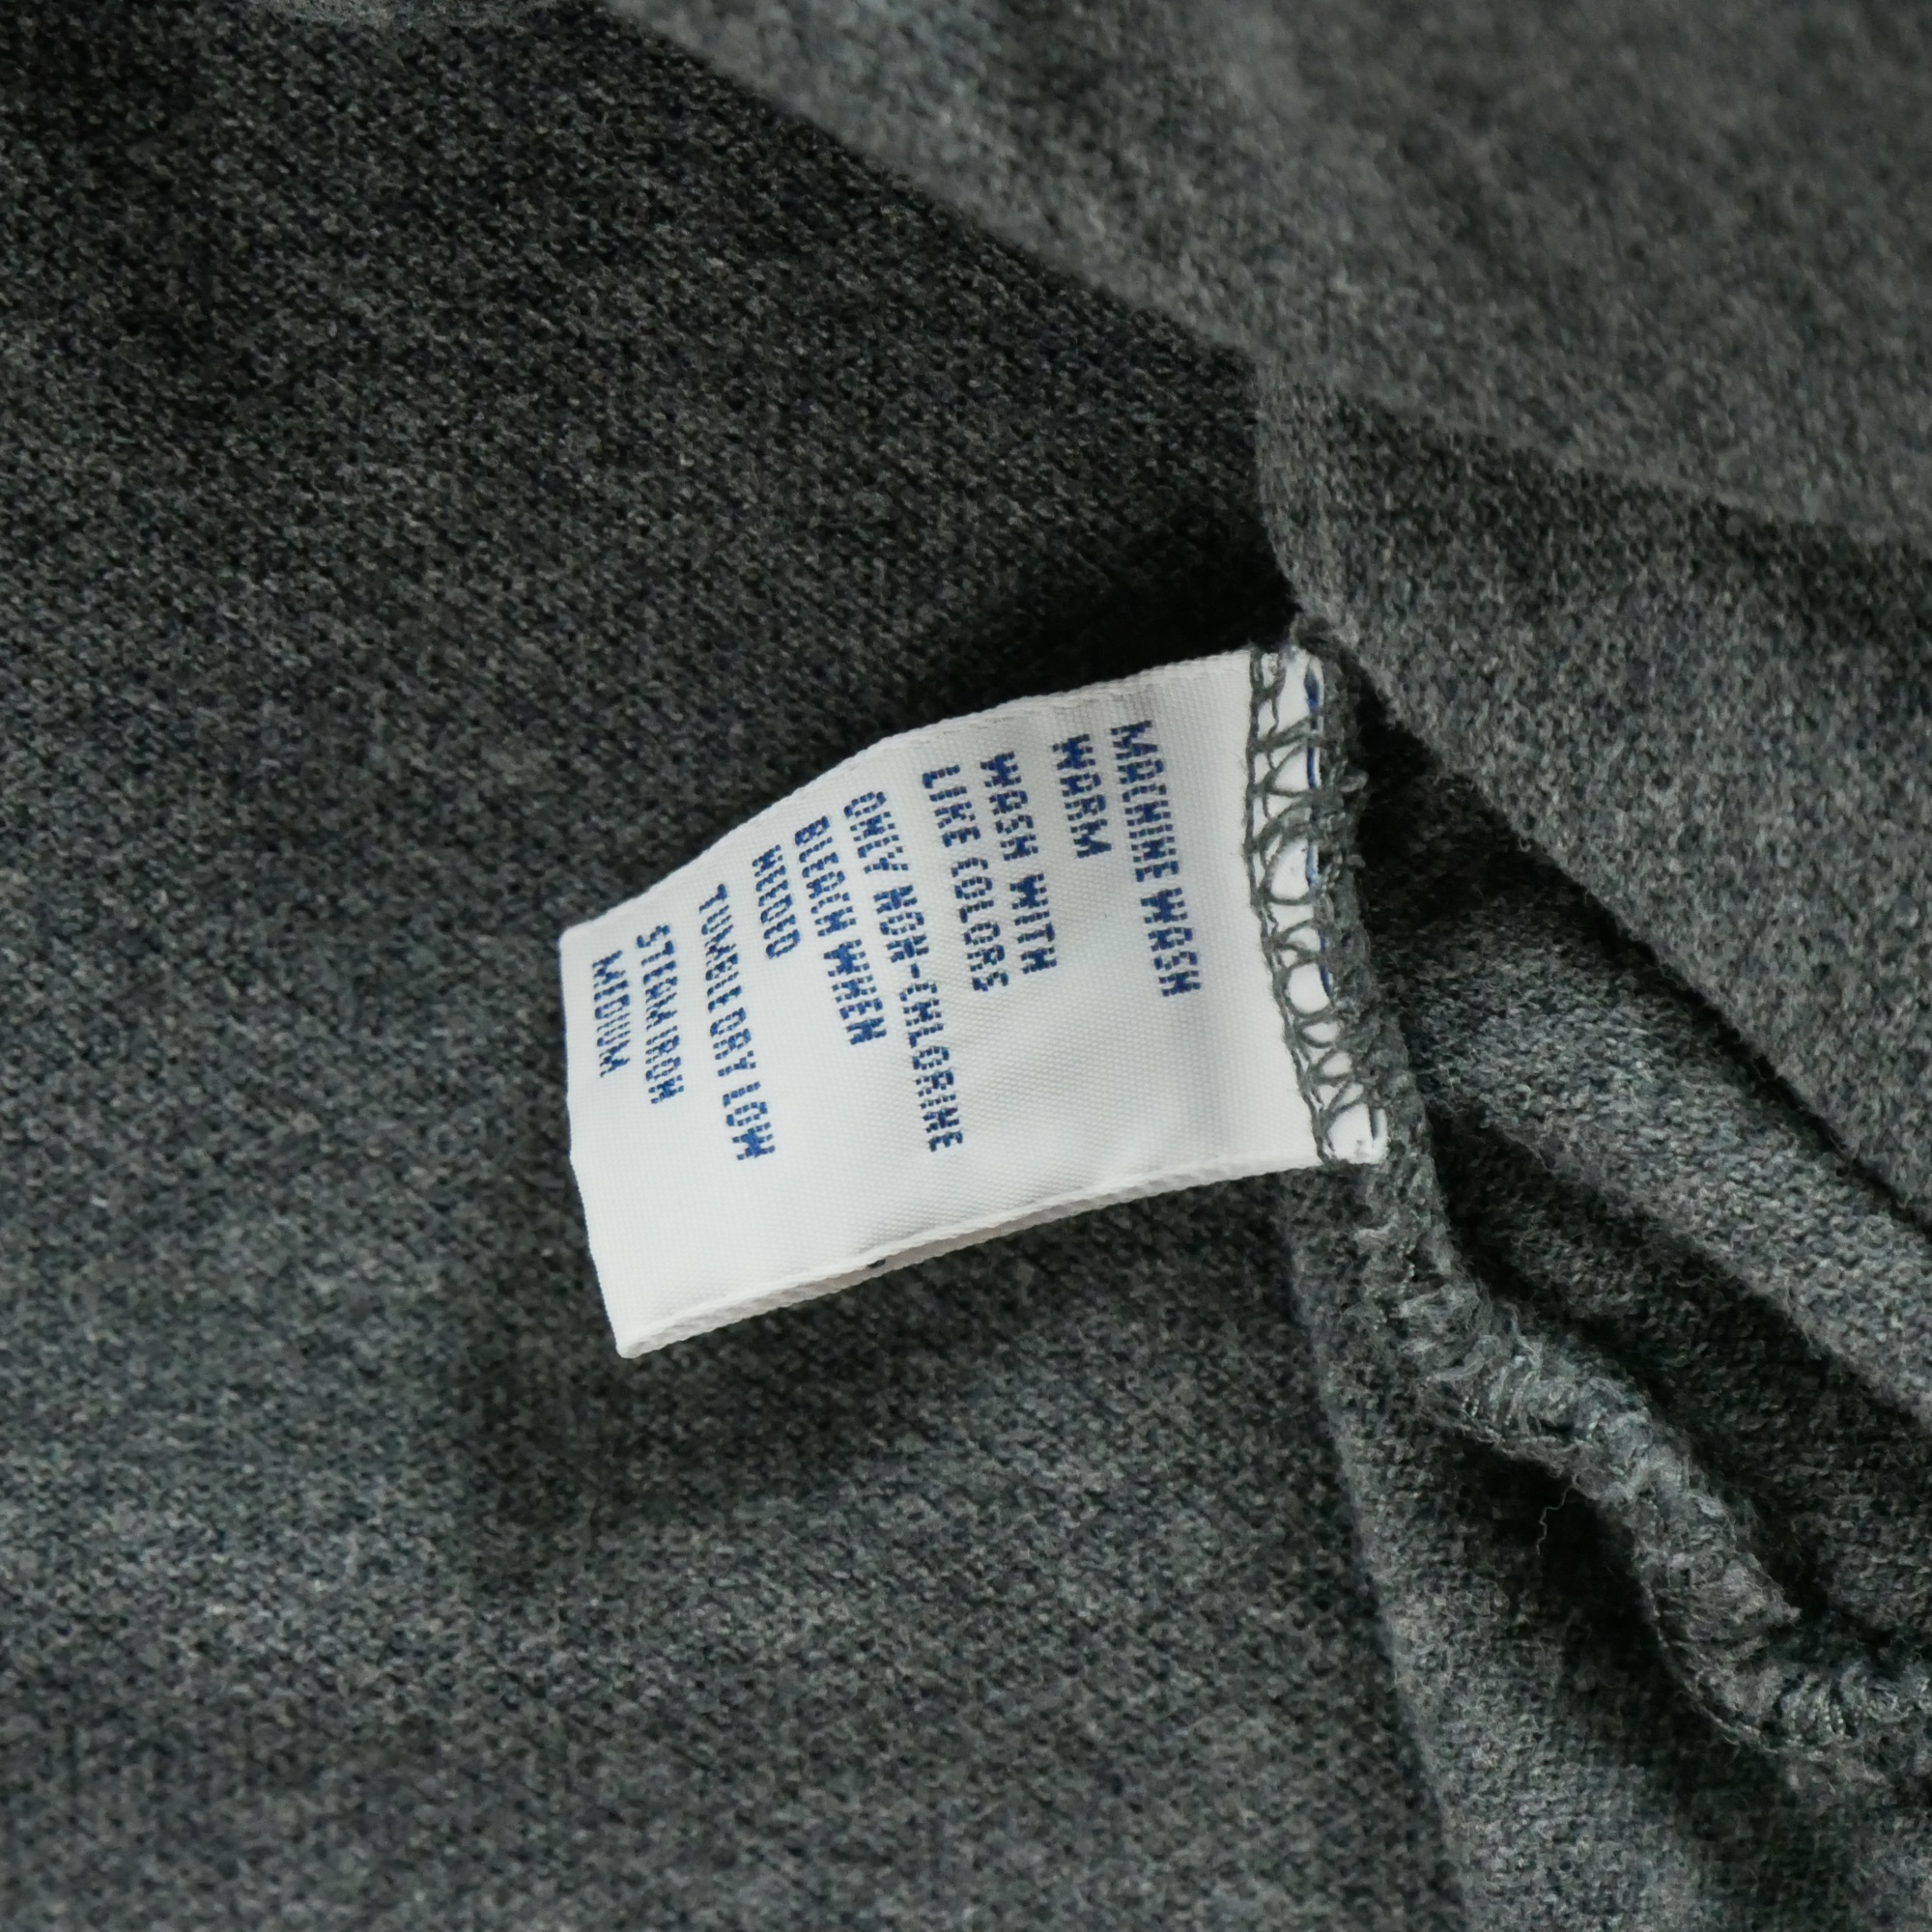 MACHINE WASH
WARM
WASH WITH
LIKE COLORS
ONLY NON-CHLORINE
BLEACH WHEN
NEEDED
TUMBLE DRY LOW
STEAM IRON
MEDIUM